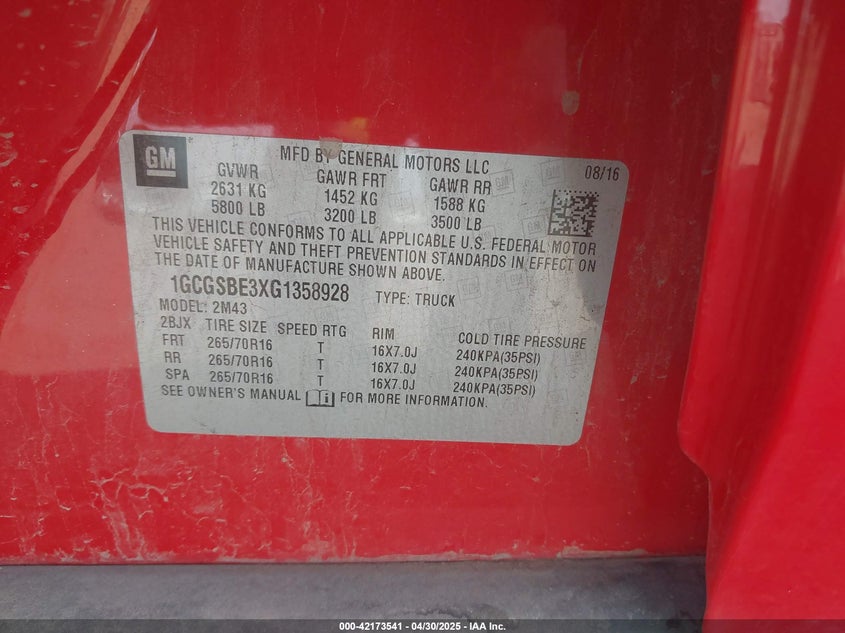 GM
MFD BY GENERAL MOTORS LLC 08/16
GVWR GAWR FRT GAWR RR
2631 KG 1452 KG 1588 KG
5800 LB 3200 LB 3500 LB
THIS VEHICLE CONFORMS TO ALL APPLICABLE U.S. FEDERAL MOTOR
VEHICLE SAFETY AND THEFT PREVENTION STANDARDS IN EFFECT ON
THE DATE OF MANUFACTURE SHOWN ABOVE.
1GCGSBE3XG1358928 TYPE: TRUCK
MODEL: 2M43
2BJX TIRE SIZE SPEED RTG RIM COLD TIRE PRESSURE
FRT 265/70R16 T 16X7.0J 240KPA(35PSI)
RR 265/70R16 T 16X7.0J 240KPA(35PSI)
SPA 265/70R16 T 16X7.0J 240KPA(35PSI)
SEE OWNER'S MANUAL i FOR MORE INFORMATION.
000-42173541 04/30/2025 - IAA Inc.